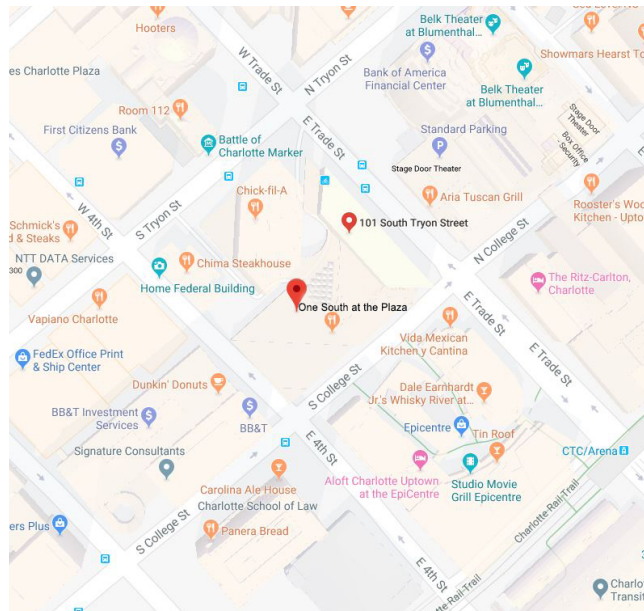 Hooters
Belk Theater
at Blumenthal...
Showmars Hearst To
es Charlotte Plaza
W Trade St
N Tryon St
Bank of America
Financial Center
Belk Theater
at Blumenthal...
Room 112
First Citizens Bank
Battle of
Charlotte Marker
E Trade St
Standard Parking
Stage Door
Theater
Box Office
- Security
Stage Door Theater
Chick-fil-A
Aria Tuscan Grill
Rooster's Woo
Kitchen - Upto
W 4th St
S Tryon St
101 South Tryon Street
Schmick's
d & Steaks
NTT DATA Services
300
Chima Steakhouse
N College St
Home Federal Building
The Ritz-Carlton,
Charlotte
Vapiano Charlotte
One South at the Plaza
E Trade St
Vida Mexican
Kitchen y Cantina
FedEx Office Print
& Ship Center
E Trade St
Dunkin' Donuts
S College St
Dale Earnhardt
Jr.'s Whisky River at...
BB&T Investment
Services
BB&T
Epicentre
Tin Roof
Signature Consultants
E 4th St
CTC/Arena
Aloft Charlotte Uptown
at the EpiCentre
Studio Movie
Grill Epicentre
Carolina Ale House
Charlotte School of Law
Charlotte Rail-Trail
ers Plus
S College St
Panera Bread
E 4th St
Charlotte
Rail-Trail
Charlo
Transit